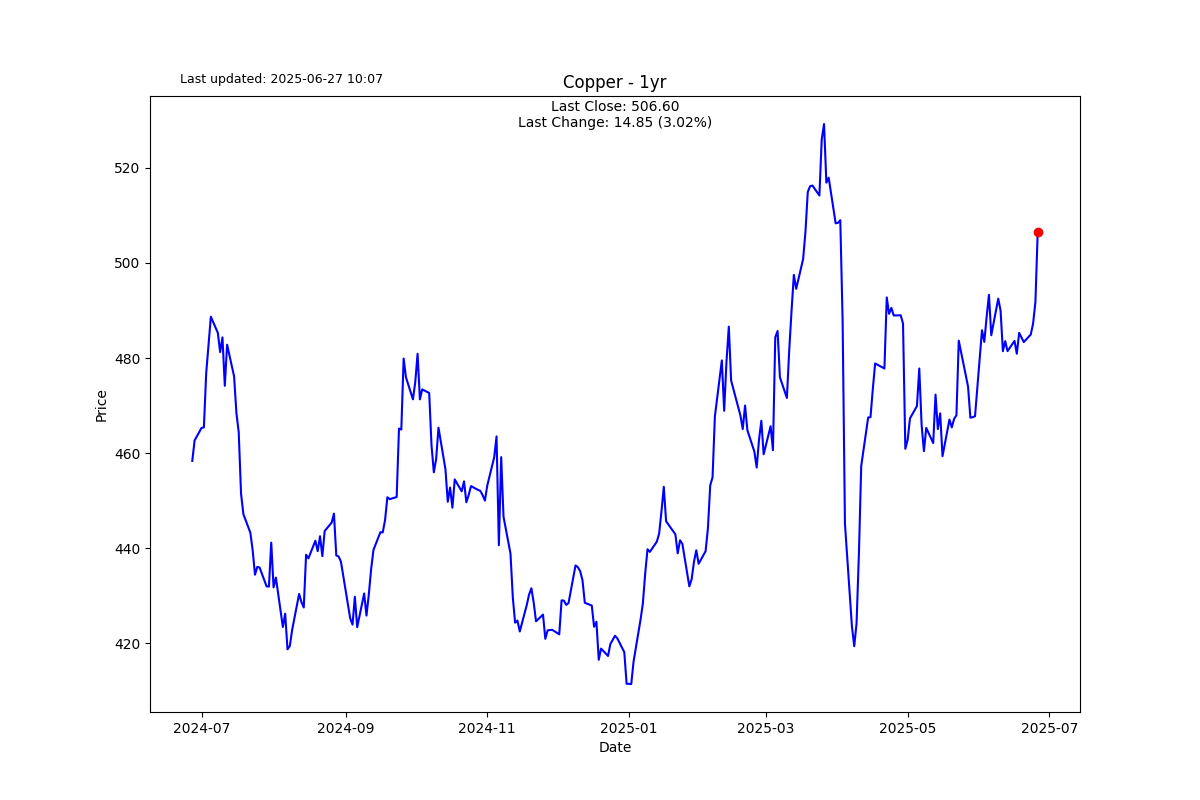 Last updated: 2025-06-27 10:07
Copper - 1yr
Last Close: 506.60
Last Change: 14.85 (3.02%)
520
500
480
460
440
420
Price
2024-07
2024-09
2024-11
2025-01
2025-03
2025-05
2025-07
Date